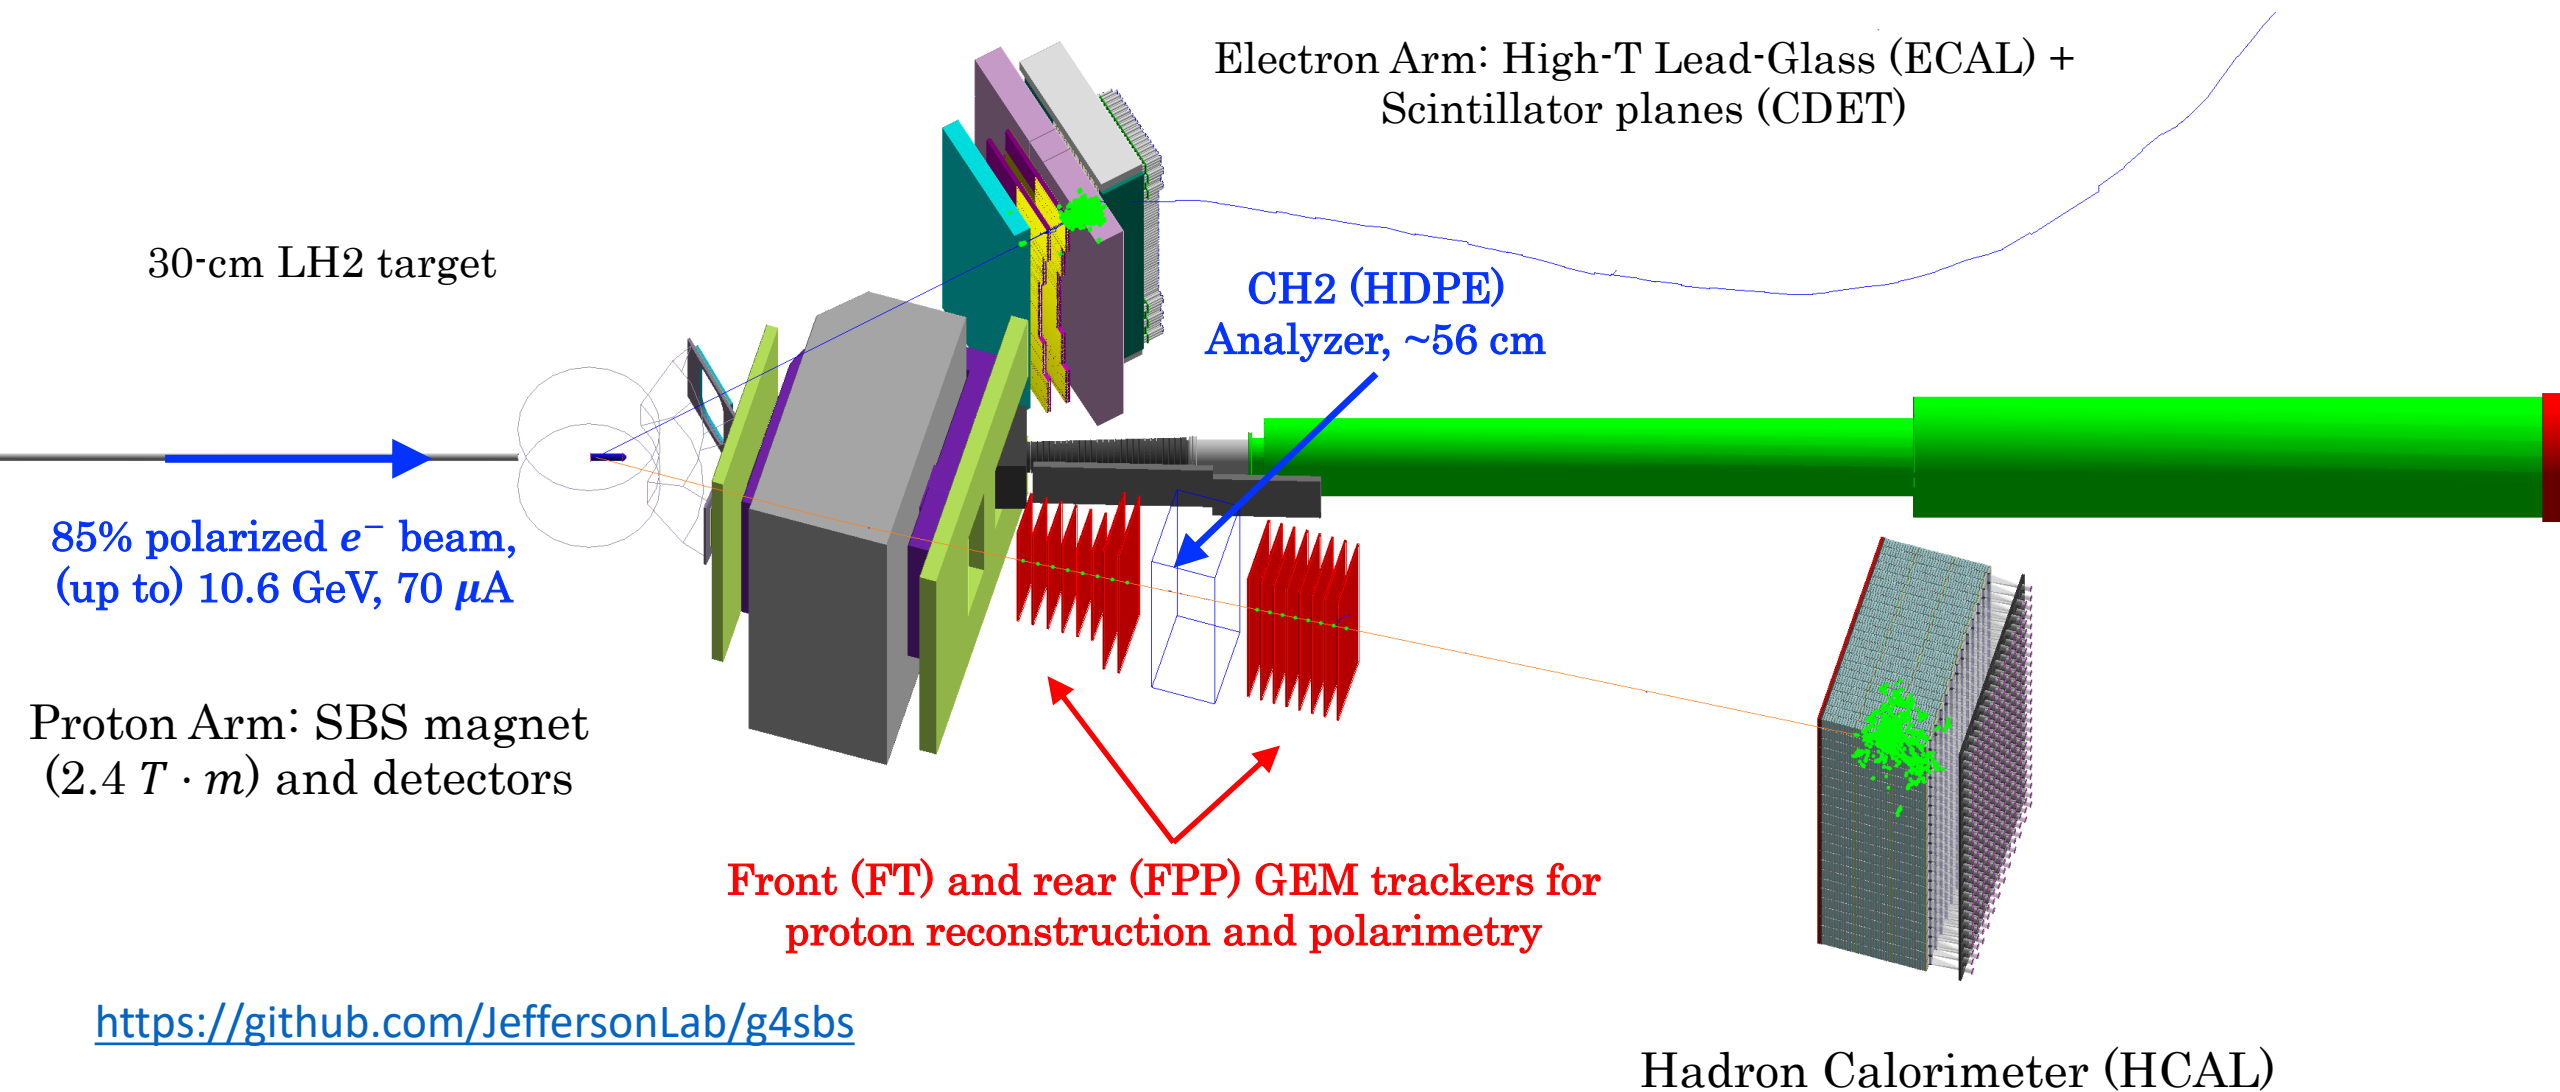 Electron Arm: High-T Lead-Glass (ECAL) +
Scintillator planes (CDET)
30-cm LH2 target
CH2 (HDPE)
Analyzer, ~56 cm
85% polarized e⁻ beam,
(up to) 10.6 GeV, 70 μA
Proton Arm: SBS magnet
(2.4 T · m) and detectors
Front (FT) and rear (FPP) GEM trackers for
proton reconstruction and polarimetry
https://github.com/JeffersonLab/g4sbs
Hadron Calorimeter (HCAL)